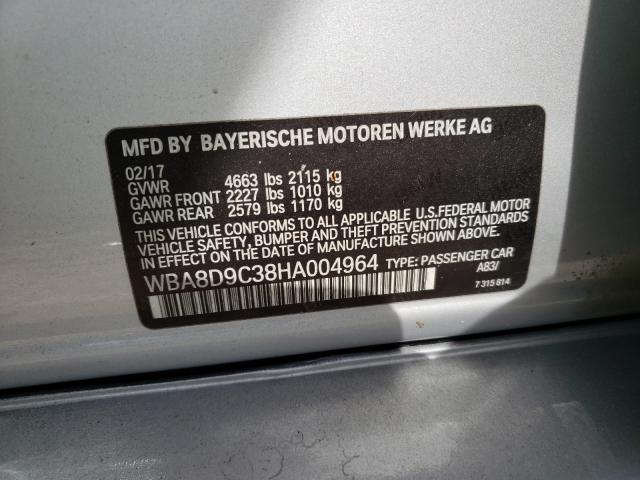 MFD BY BAYERISCHE MOTOREN WERKE AG
02/17
GVWR 4663 lbs 2115 kg
GAWR FRONT 2227 lbs 1010 kg
GAWR REAR 2579 lbs 1170 kg
THIS VEHICLE CONFORMS TO ALL APPLICABLE U.S.FEDERAL MOTOR
VEHICLE SAFETY, BUMPER AND THEFT PREVENTION STANDARDS
IN EFFECT ON THE DATE OF MANUFACTURE SHOWN ABOVE.
WBA8D9C38HA004964 TYPE: PASSENGER CAR
A83/
7 315 814